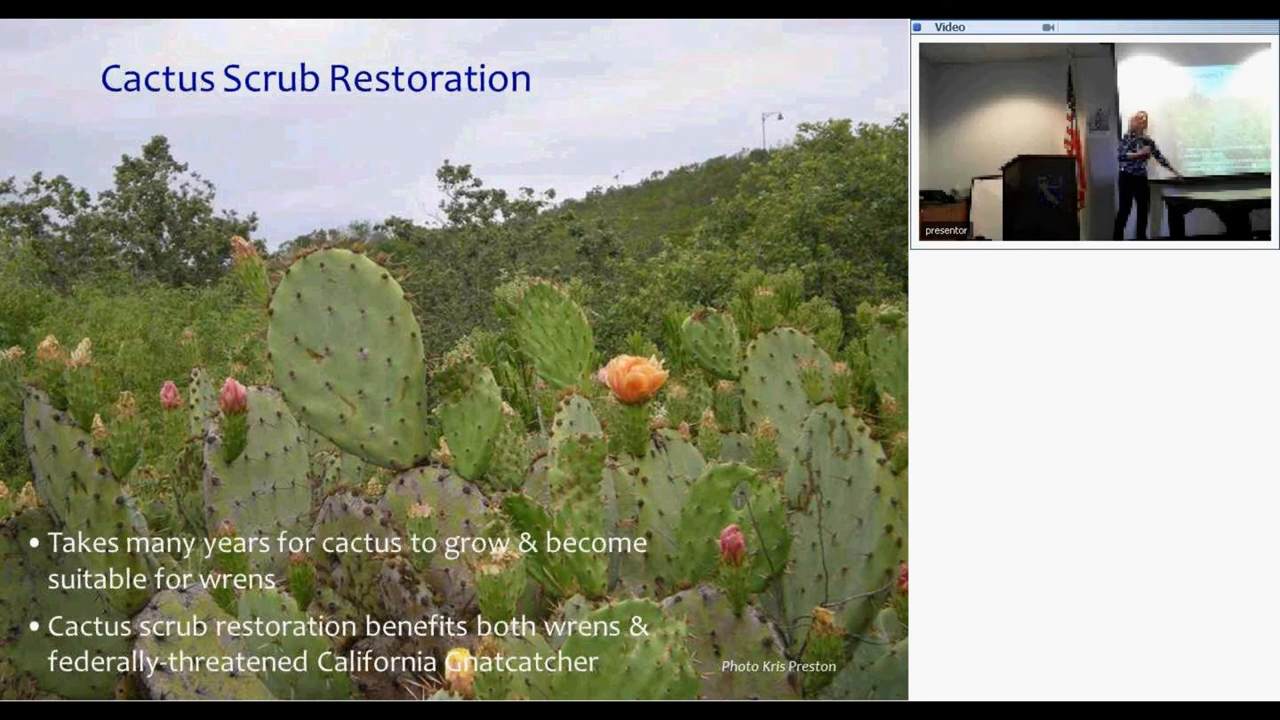 Cactus Scrub Restoration
Video
presentor
• Takes many years for cactus to grow & become
suitable for wrens
• Cactus scrub restoration benefits both wrens &
federally-threatened California Gnatcatcher
Photo Kris Preston